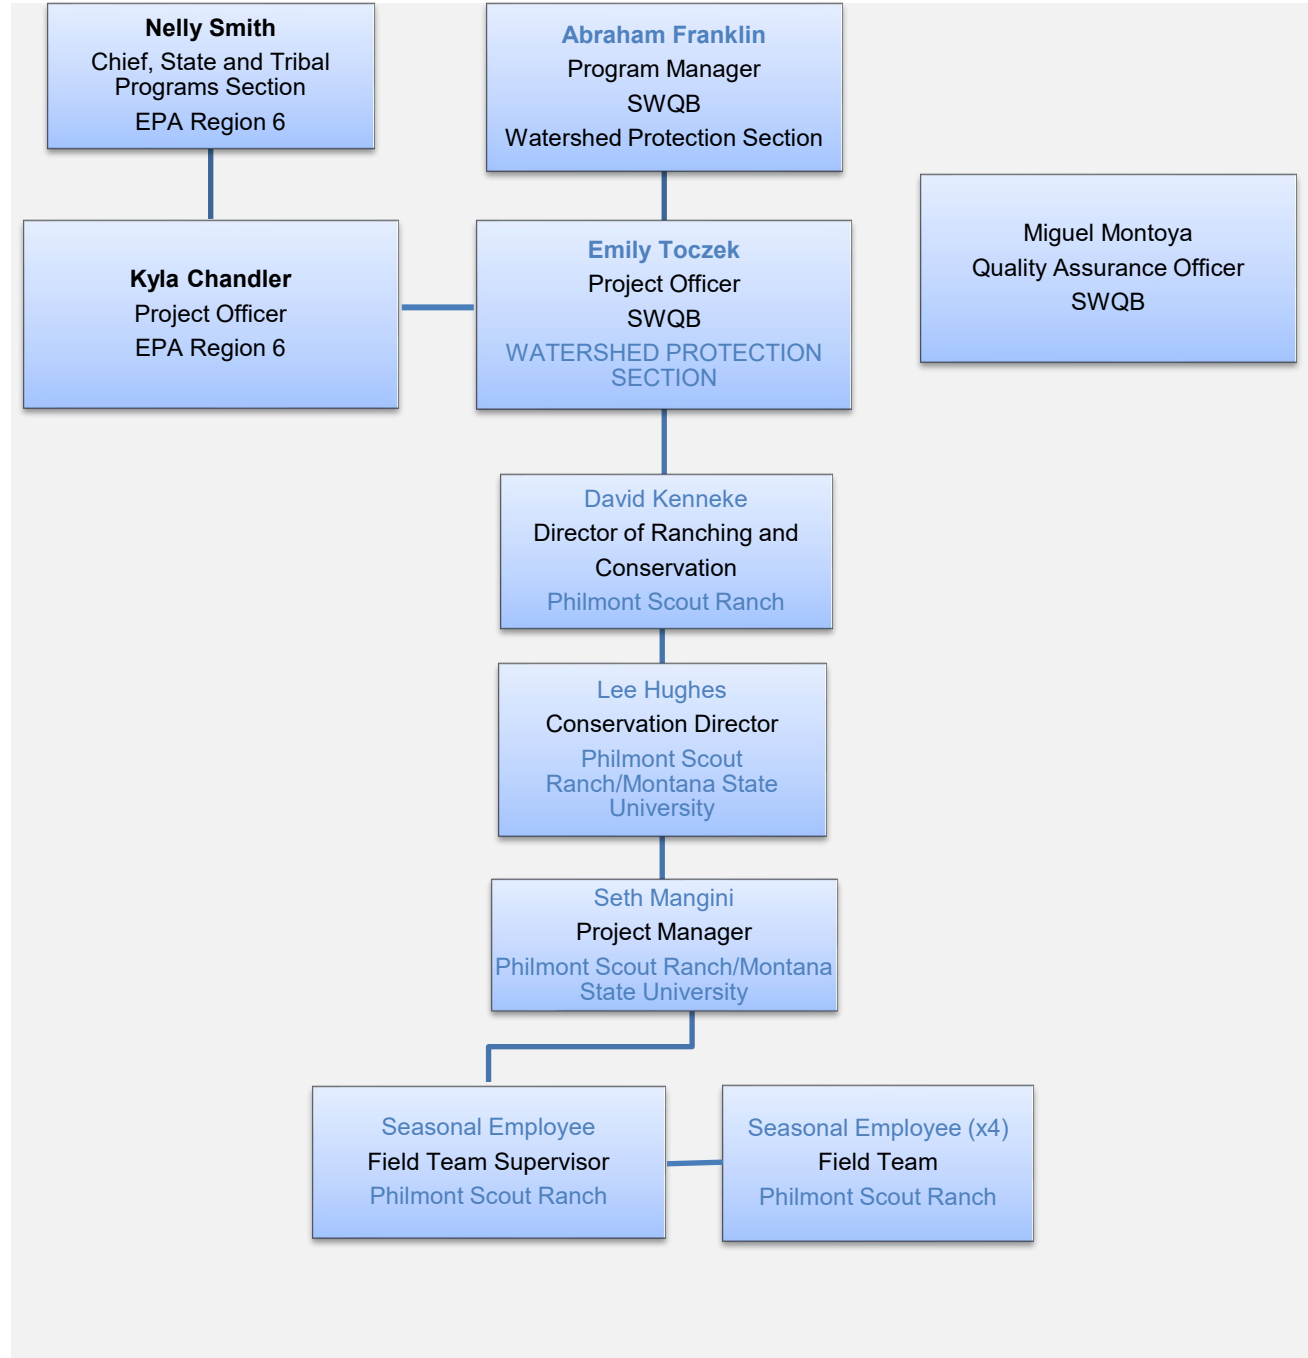 Nelly Smith
Chief, State and Tribal
Programs Section
EPA Region 6
Abraham Franklin
Program Manager
SWQB
Watershed Protection Section
Miguel Montoya
Quality Assurance Officer
SWQB
Kyla Chandler
Project Officer
EPA Region 6
Emily Toczek
Project Officer
SWQB
WATERSHED PROTECTION
SECTION
David Kenneke
Director of Ranching and
Conservation
Philmont Scout Ranch
Lee Hughes
Conservation Director
Philmont Scout
Ranch/Montana State
University
Seth Mangini
Project Manager
Philmont Scout Ranch/Montana
State University
Seasonal Employee
Field Team Supervisor
Philmont Scout Ranch
Seasonal Employee (x4)
Field Team
Philmont Scout Ranch